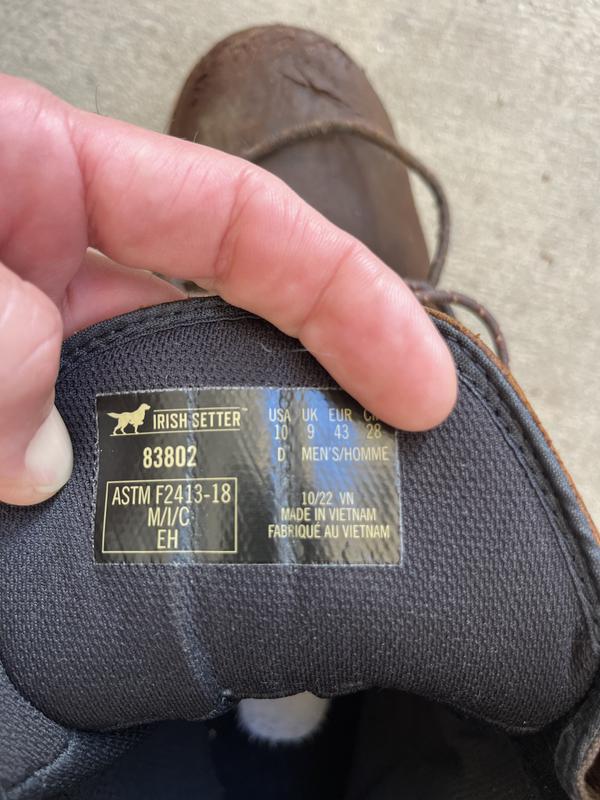 IRISH SETTER™
83802
ASTM F2413-18
M/I/C
EH
USA UK EUR
10 9 43 28
D MEN'S/HOMME
10/22 VN
MADE IN VIETNAM
FABRIQUÉ AU VIETNAM